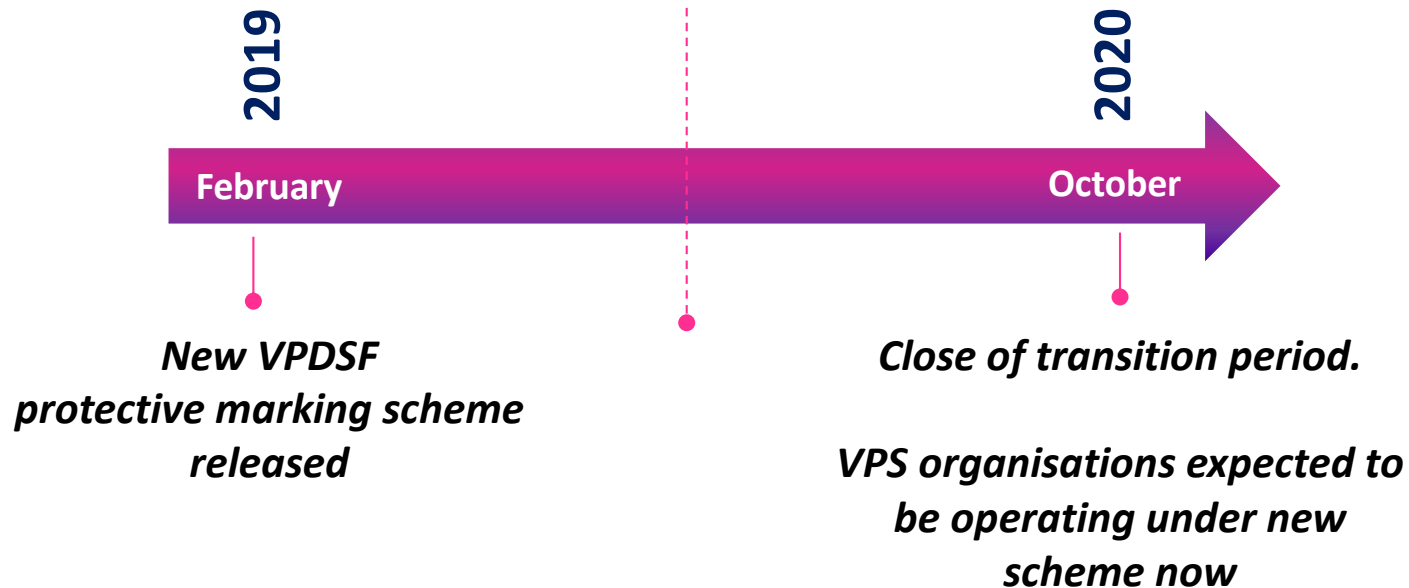 2019
2020
February
October
New VPDSF
protective marking scheme
released
Close of transition period.
VPS organisations expected to
be operating under new
scheme now